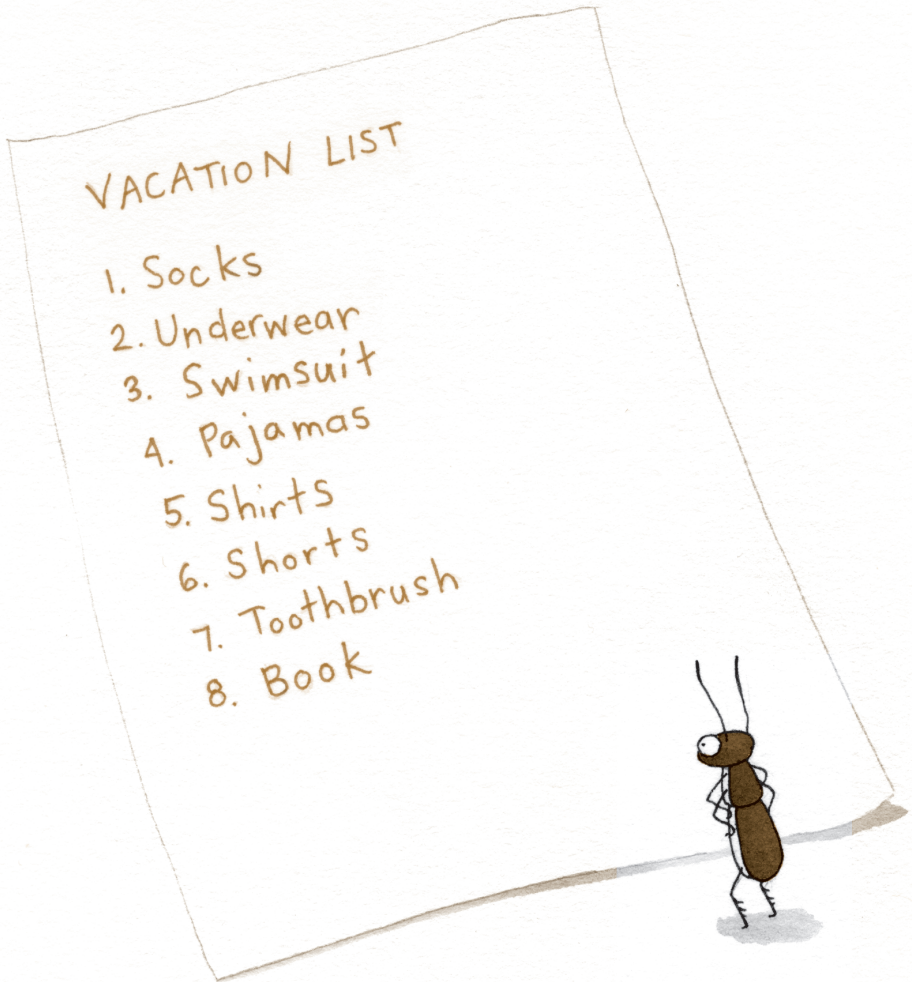 VACATION LIST
1. Socks
2. Underwear
3. Swimsuit
4. Pajamas
5. Shirts
6. Shorts
7. Toothbrush
8. Book